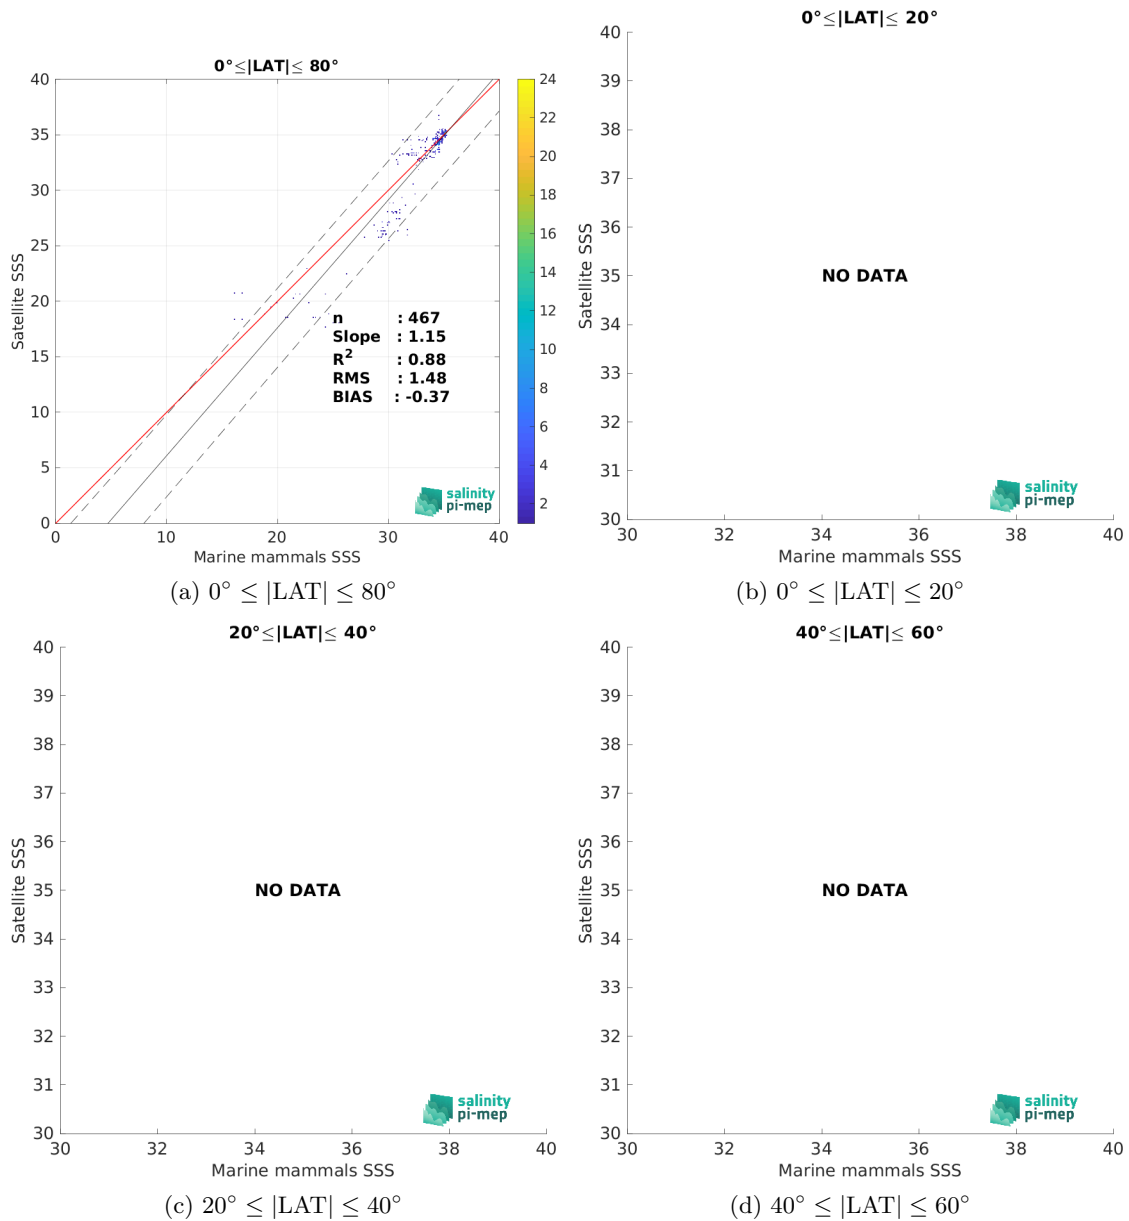 0°≤|LAT|≤ 80°
40
35
30
25
20
15
10
5
0
0
10
20
30
40
Satellite SSS
Marine mammals SSS
n : 467
Slope : 1.15
R² : 0.88
RMS : 1.48
BIAS : -0.37
salinity
pi-mep
24
22
20
18
16
14
12
10
8
6
4
2
(a) 0° ≤ |LAT| ≤ 80°
0°≤|LAT|≤ 20°
40
39
38
37
36
35
34
33
32
31
30
30
32
34
36
38
40
Satellite SSS
NO DATA
Marine mammals SSS
salinity
pi-mep
(b) 0° ≤ |LAT| ≤ 20°
20°≤|LAT|≤ 40°
40
39
38
37
36
35
34
33
32
31
30
30
32
34
36
38
40
Satellite SSS
NO DATA
Marine mammals SSS
salinity
pi-mep
(c) 20° ≤ |LAT| ≤ 40°
40°≤|LAT|≤ 60°
40
39
38
37
36
35
34
33
32
31
30
30
32
34
36
38
40
Satellite SSS
NO DATA
Marine mammals SSS
salinity
pi-mep
(d) 40° ≤ |LAT| ≤ 60°